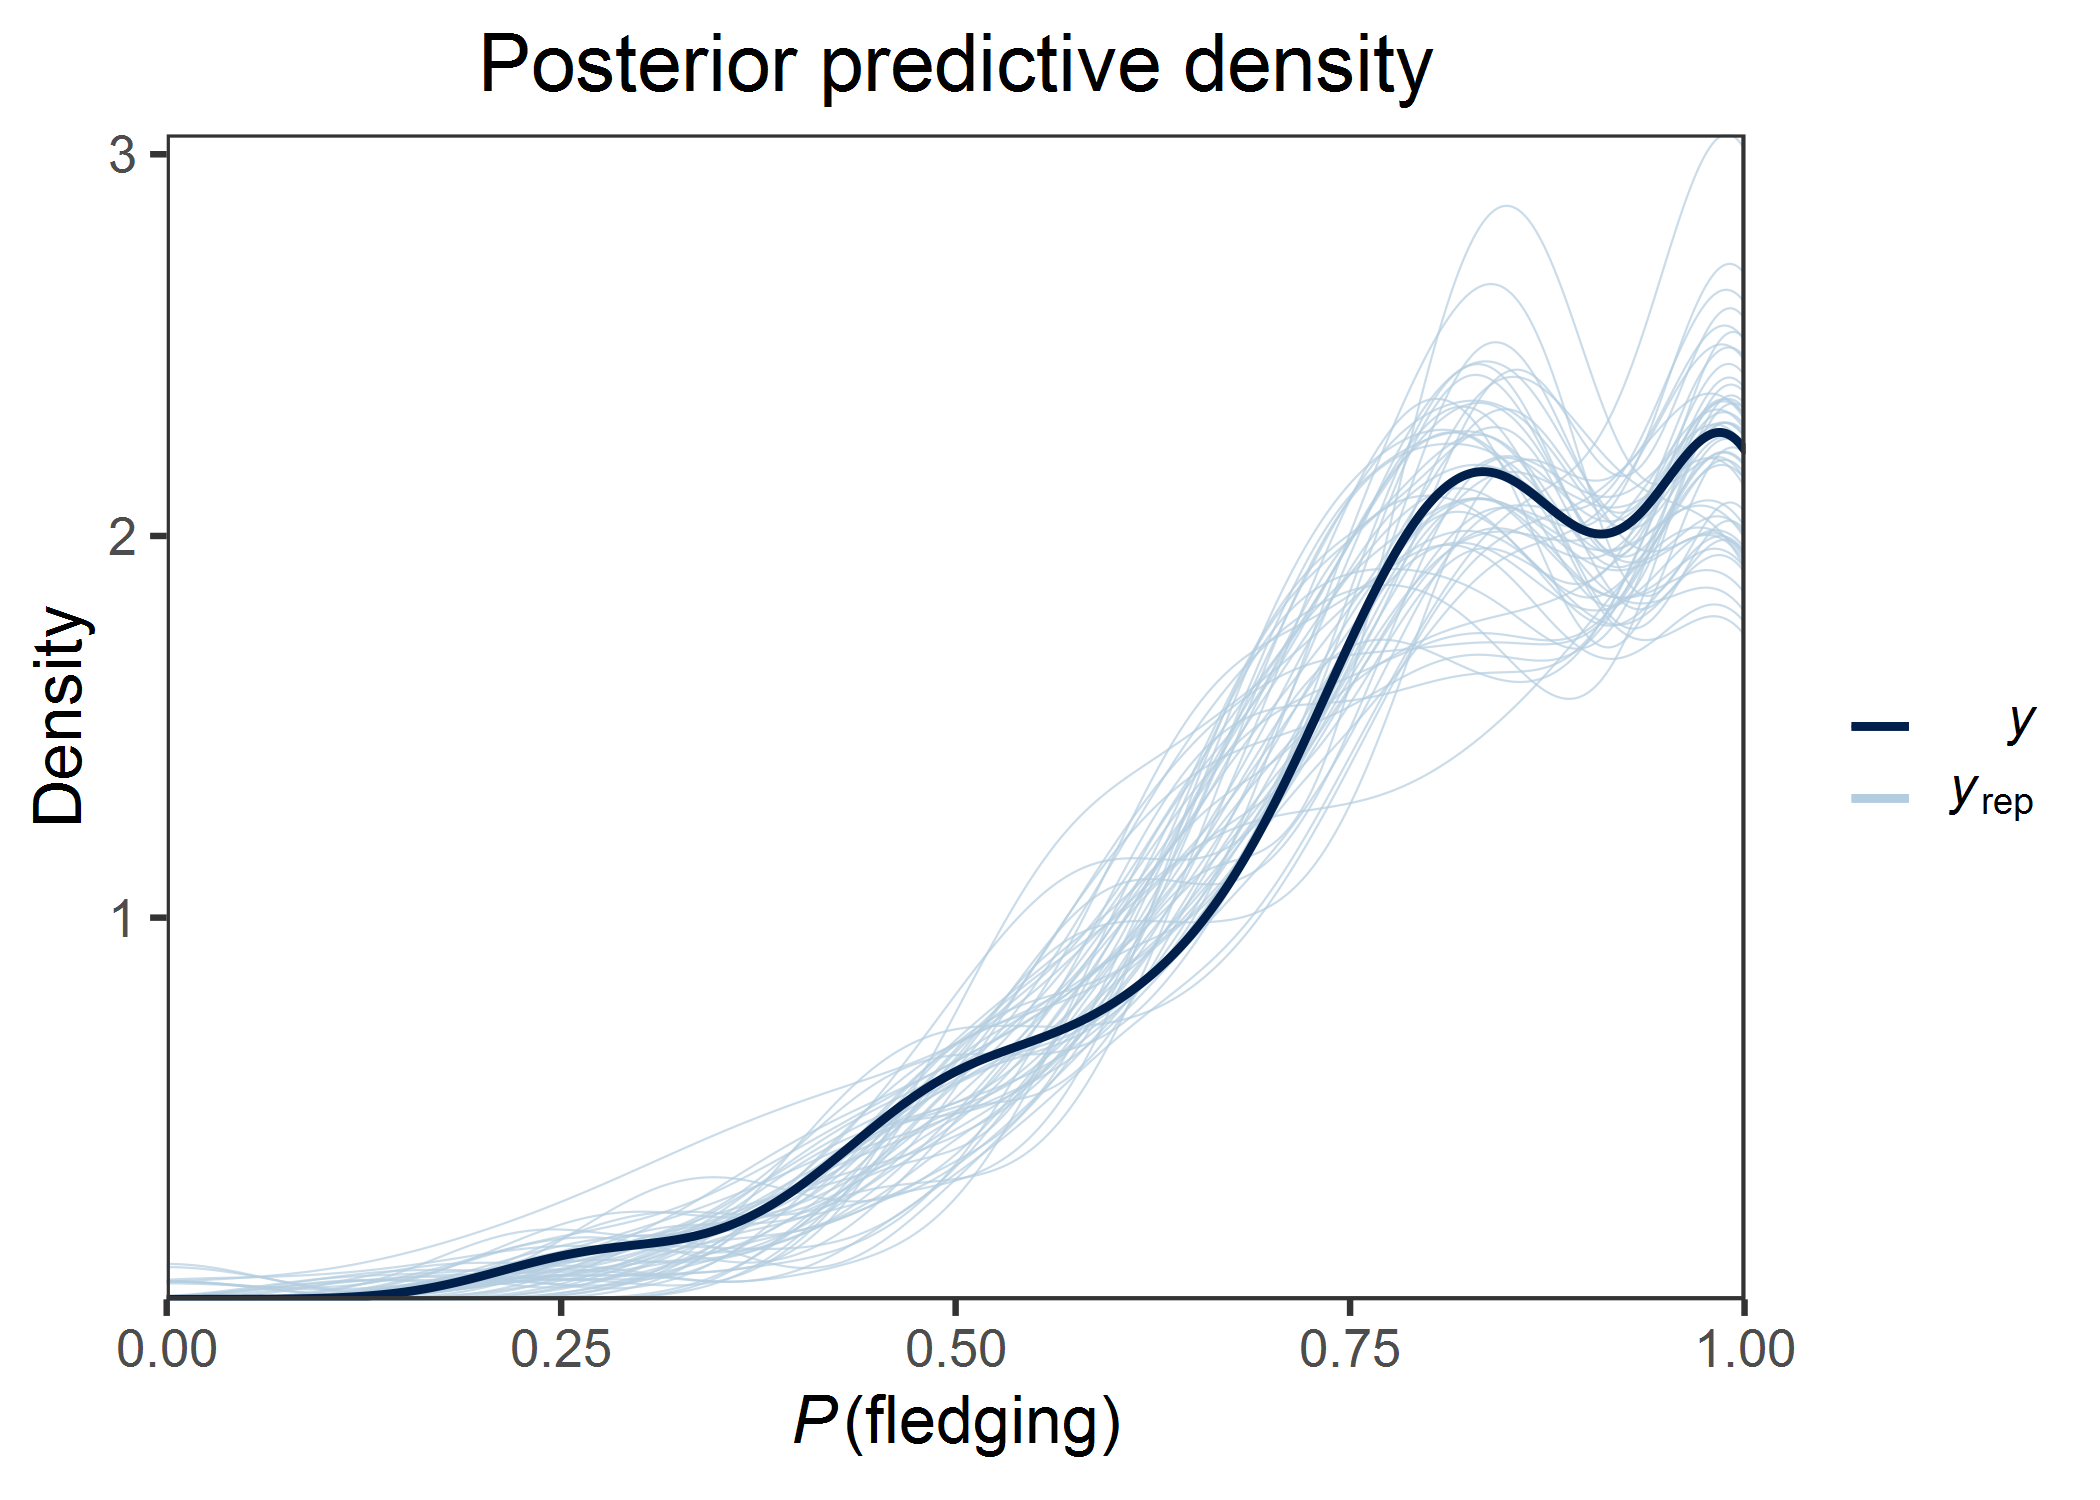 Posterior predictive density
3
2
1
Density
0.00 0.25 0.50 0.75 1.00
P(fledging)
y
yrep